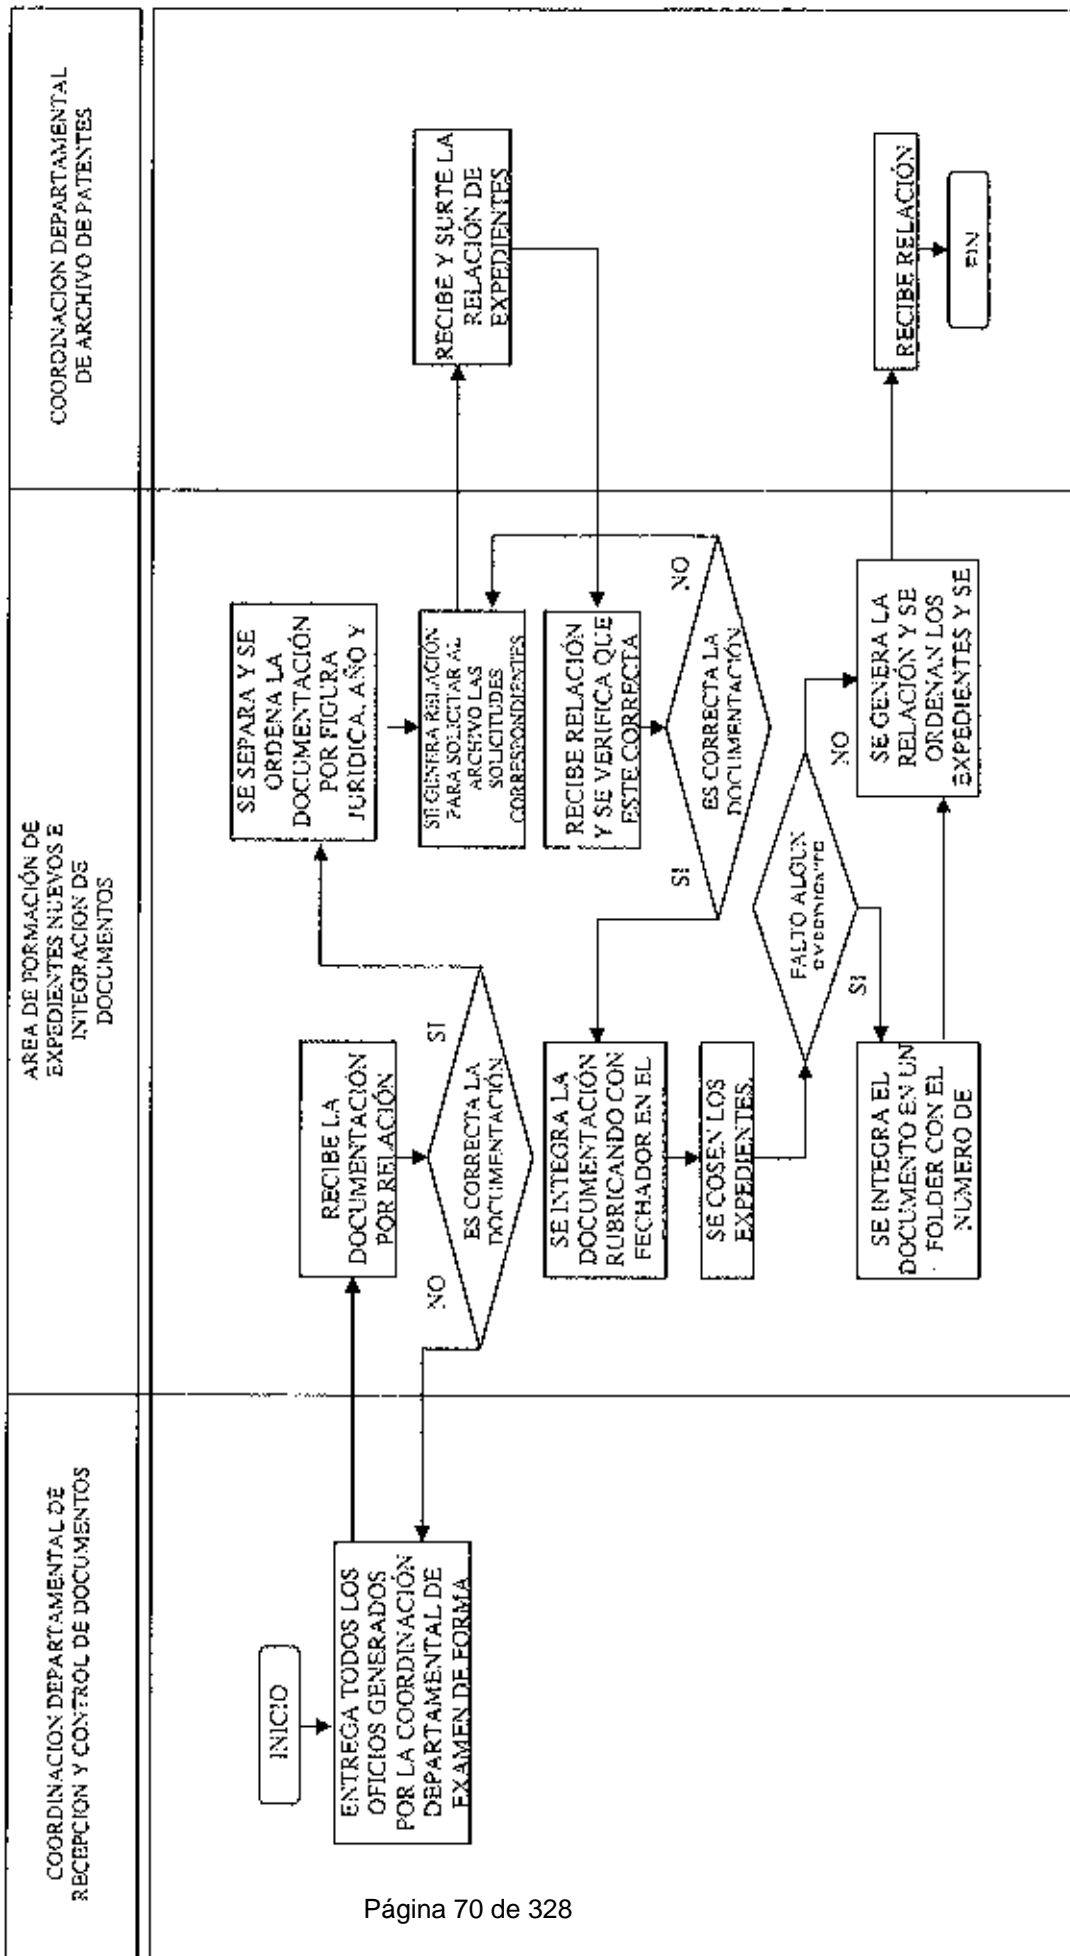 COORDINACION DEPARTAMENTAL DE
RECEPCION Y CONTROL DE DOCUMENTOS
AREA DE FORMACIÓN DE
EXPEDIENTES NUEVOS E
INTEGRACION DE
DOCUMENTOS
COORDINACION DEPARTAMENTAL
DE ARCHIVO DE PATENTES
INICIO
ENTREGA TODOS LOS
OFICIOS GENERADOS
POR LA COORDINACIÓN
DEPARTAMENTAL DE
EXAMEN DE FORMA
RECIBE LA
DOCUMENTACIÓN
POR RELACIÓN
ES CORRECTA LA
DOCUMENTACIÓN
NO
SI
SE SEPARA Y SE
ORDENA LA
DOCUMENTACIÓN
POR FIGURA
JURIDICA, AÑO Y
GENERA RELACIÓN
PARA SOLICITAR AL
ARCHIVO LAS
SOLICITUDES
CORRESPONDIENTES
RECIBE Y SURTE LA
RELACIÓN DE
EXPEDIENTES
RECIBE RELACIÓN
Y SE VERIFICA QUE
ESTE CORRECTA
ES CORRECTA LA
DOCUMENTACIÓN
SI
NO
SE INTEGRA LA
DOCUMENTACIÓN
RUBRICANDO CON
FECHADOR EN EL
SE COSEN LOS
EXPEDIENTES.
FALTO ALGUN
SI
NO
SE INTEGRA EL
DOCUMENTO EN UN
FOLDER CON EL
NUMERO DE
SE GENERA LA
RELACIÓN Y SE
ORDENAN LOS
EXPEDIENTES Y SE
RECIBE RELACIÓN
FIN
Página 70 de 328